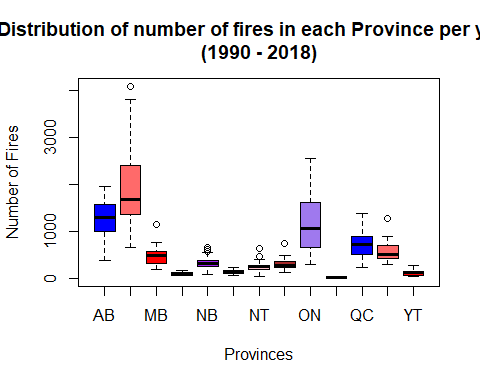 Distribution of number of fires in each Province per y
(1990 - 2018)
Number of Fires
3000
1000
0
AB MB NB NT ON QC YT
Provinces